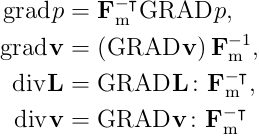 grad p = F_m^{-⊺} GRAD p,
grad v = (GRAD v) F_m^{-1},
div L = GRAD L : F_m^{-⊺},
div v = GRAD v : F_m^{-⊺}